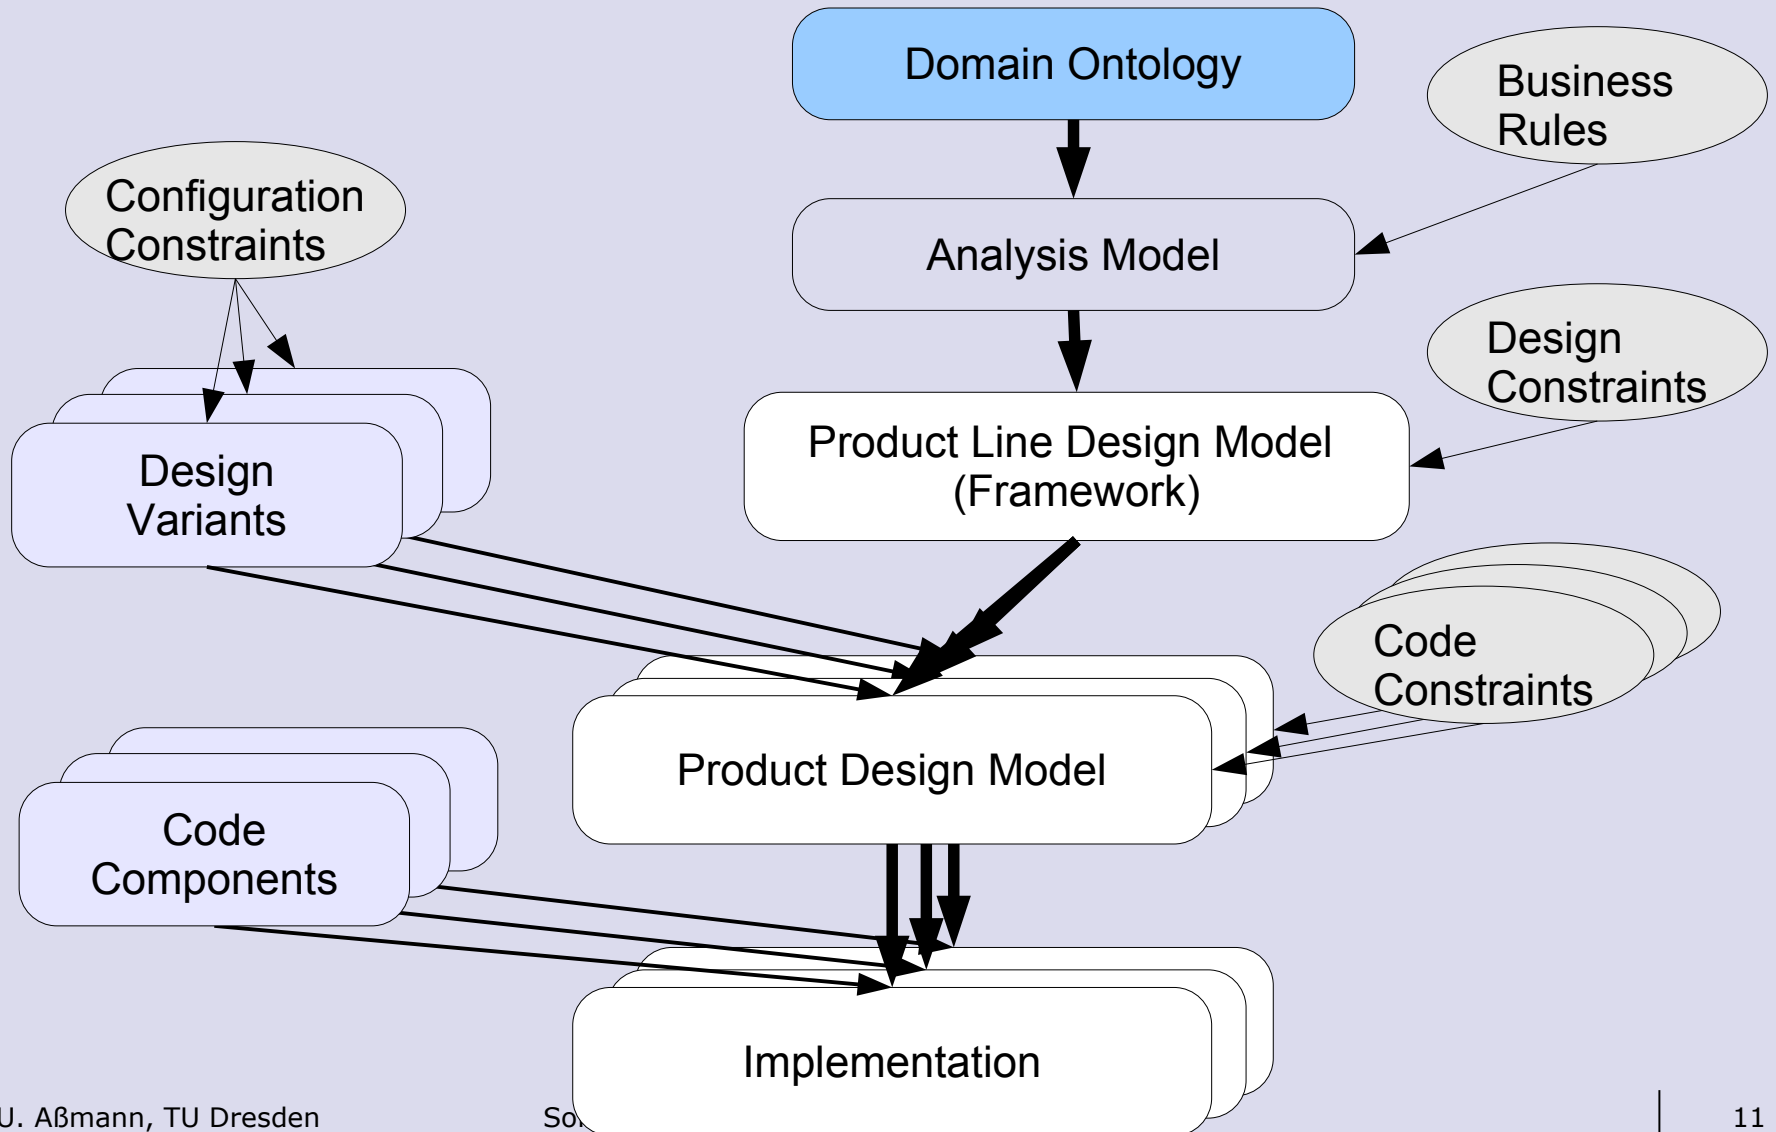 Domain Ontology
Business
Rules
Configuration
Constraints
Analysis Model
Design
Constraints
Product Line Design Model
(Framework)
Design
Variants
Code
Constraints
Product Design Model
Code
Components
Implementation
U. Aßmann, TU Dresden
11